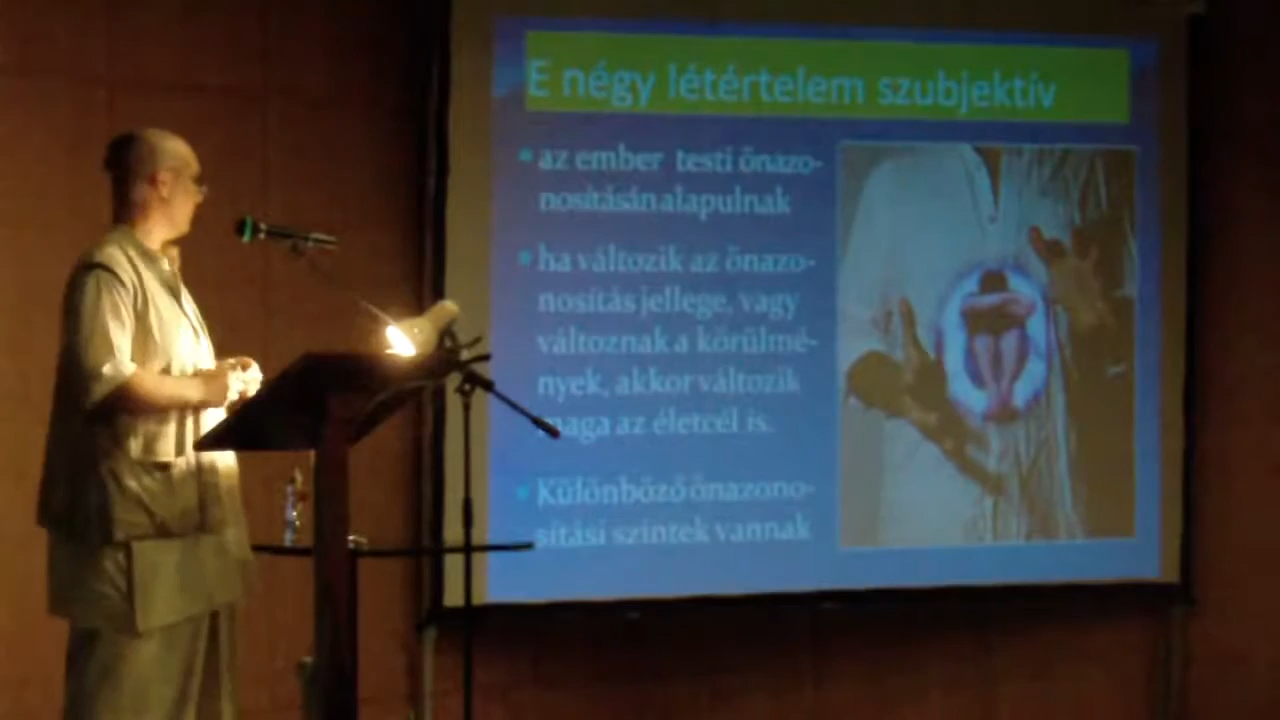 E négy létértelem szubjektív
az ember testi önazo-
nosításán alapulnak
ha változik az önazo-
nosítás jellege, vagy
változnak a körülmé-
nyek, akkor változik
maga az életcél is.
Különböző önazono-
sítási szintek vannak